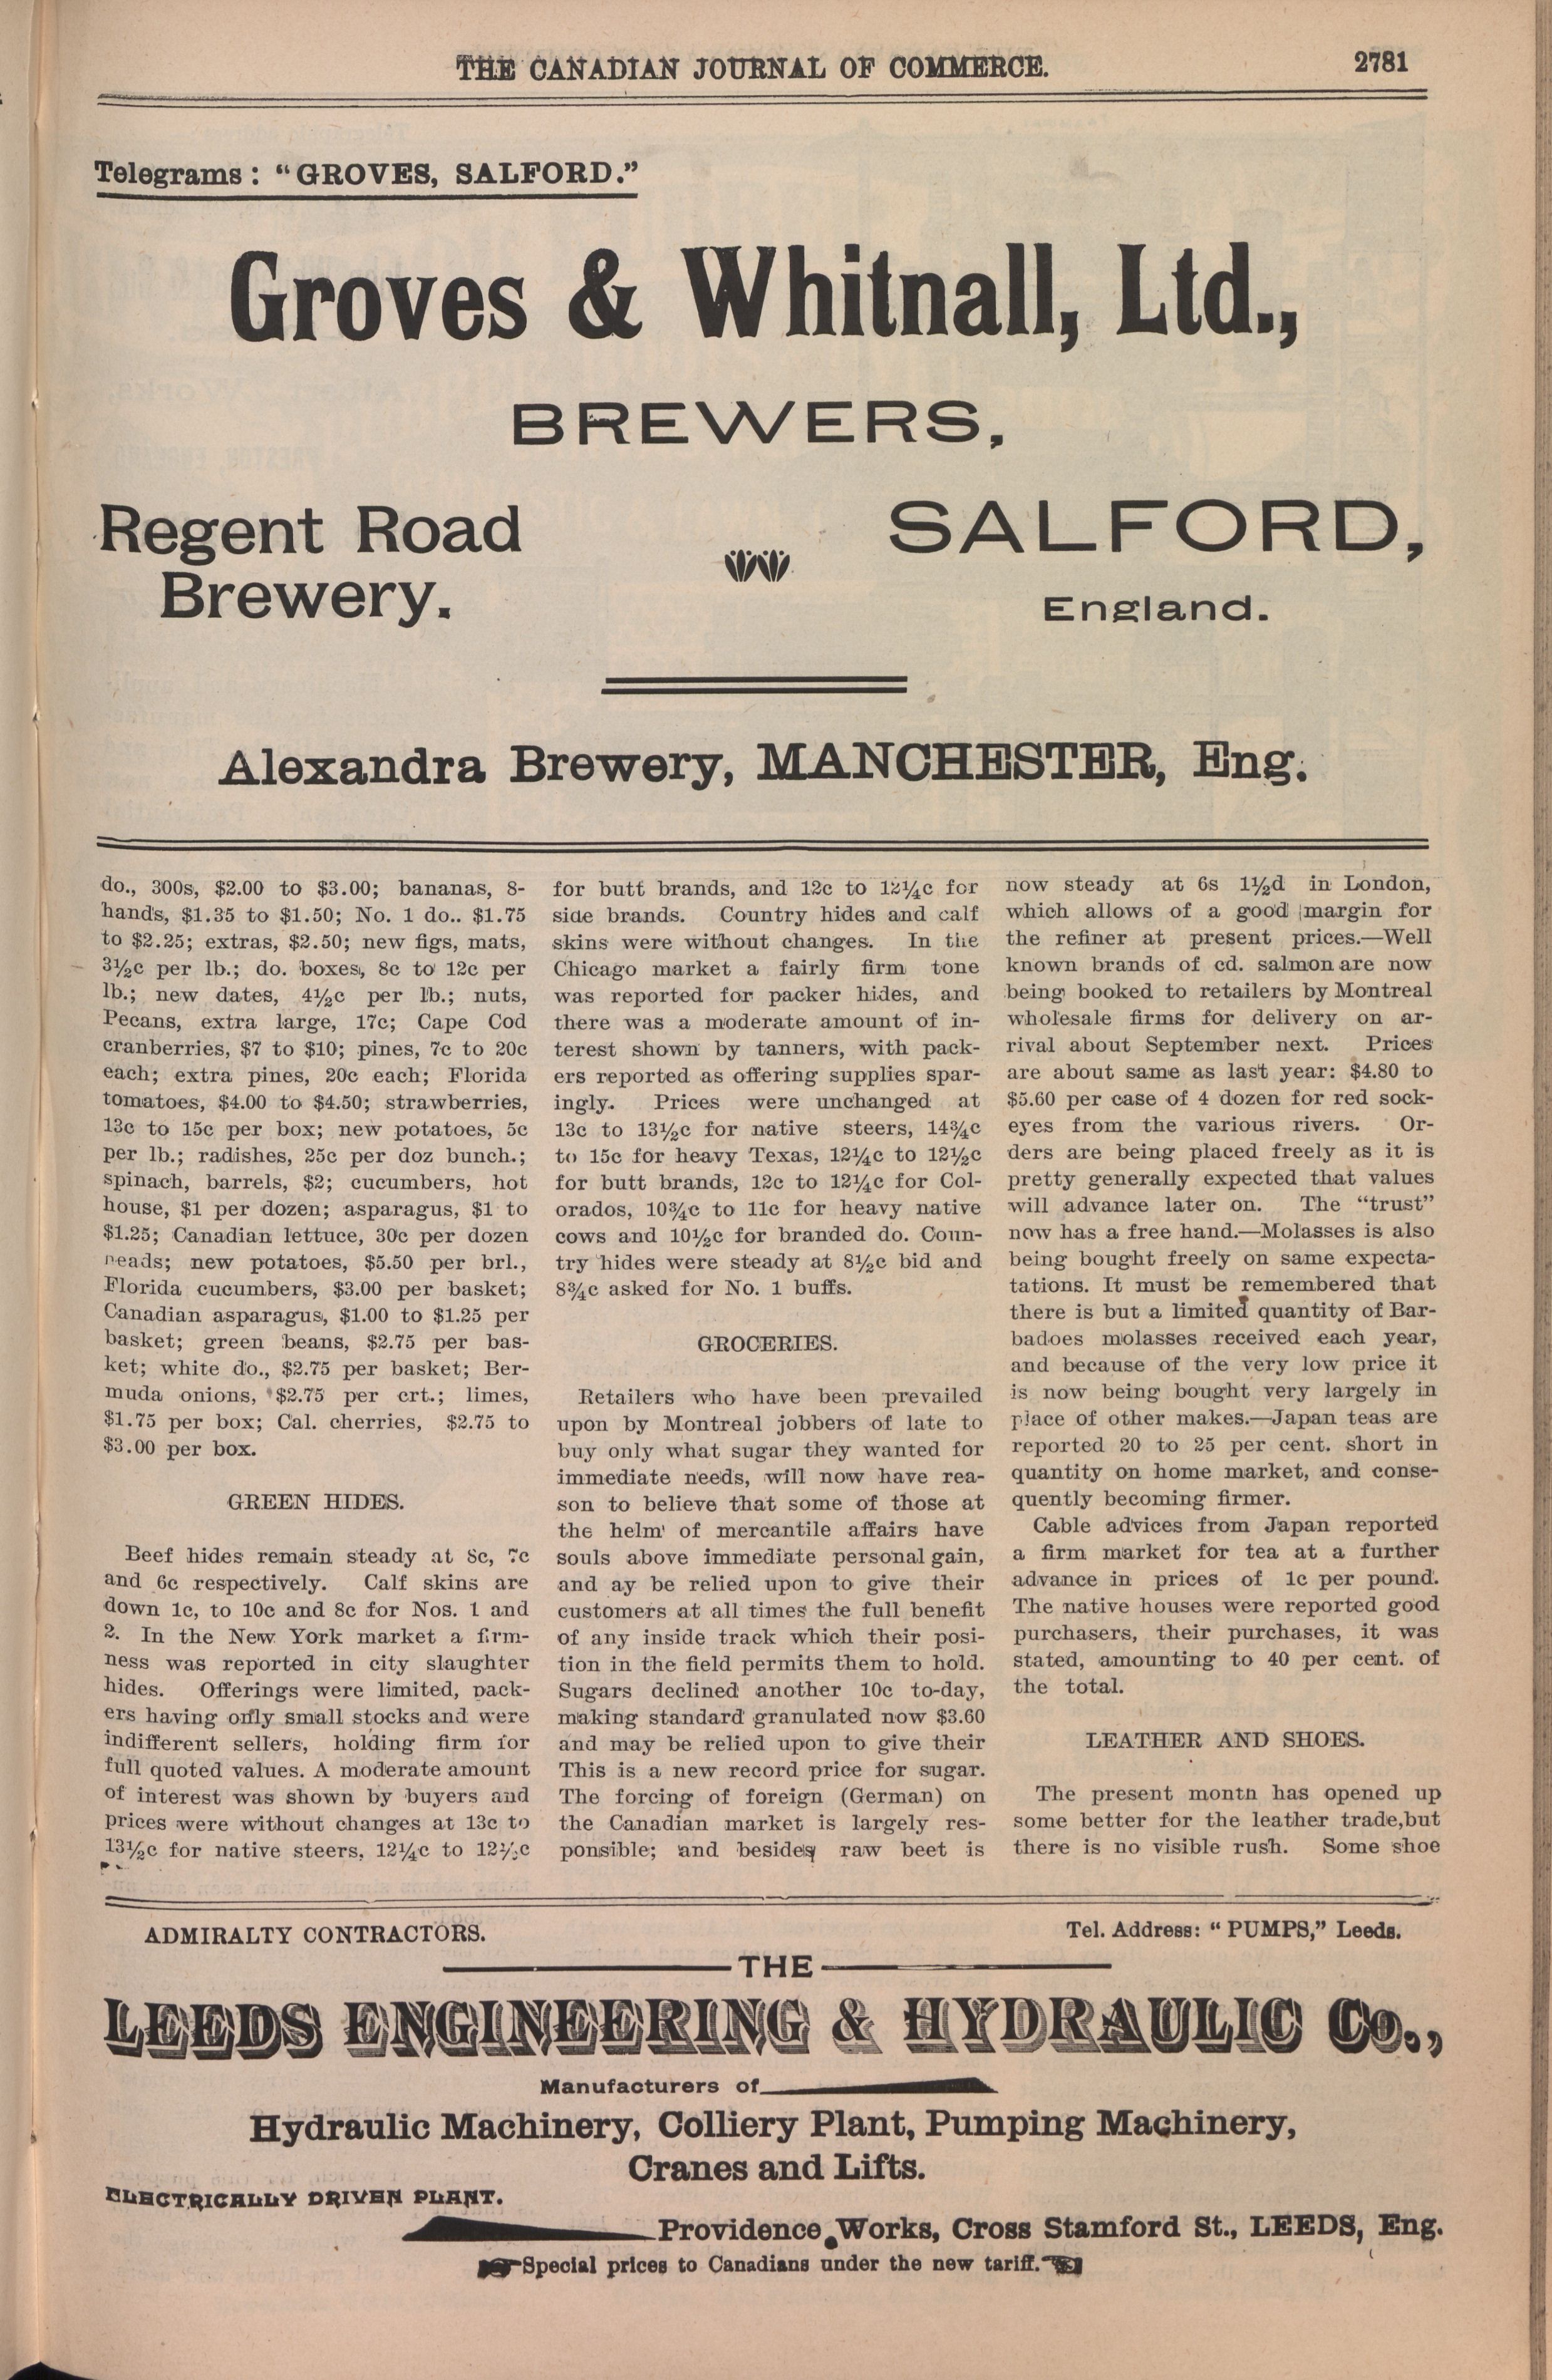 THE CANADIAN JOURNAL OF COMMERCE.
2781
Telegrams: "GROVES, SALFORD."
Groves & Whitnall, Ltd.,
BREWERS,
Regent Road
Brewery.
SALFORD,
England.
Alexandra Brewery, MANCHESTER, Eng.
do., 300s, $2.00 to $3.00; bananas, 8-
hands, $1.35 to $1.50; No. 1 do.. $1.75
to $2.25; extras, $2.50; new figs, mats,
3½c per lb.; do. boxes, 8c to 12c per
lb.; new dates, 4½c per lb.; nuts,
Pecans, extra large, 17c; Cape Cod
cranberries, $7 to $10; pines, 7c to 20c
each; extra pines, 20c each; Florida
tomatoes, $4.00 to $4.50; strawberries,
13c to 15c per box; new potatoes, 5c
per lb.; radishes, 25c per doz bunch.;
spinach, barrels, $2; cucumbers, hot
house, $1 per dozen; asparagus, $1 to
$1.25; Canadian lettuce, 30c per dozen
heads; new potatoes, $5.50 per brl.,
Florida cucumbers, $3.00 per basket;
Canadian asparagus, $1.00 to $1.25 per
basket; green beans, $2.75 per bas-
ket; white do., $2.75 per basket; Ber-
muda onions, $2.75 per crt.; limes,
$1.75 per box; Cal. cherries, $2.75 to
$3.00 per box.
GREEN HIDES.
Beef hides remain steady at 8c, 7c
and 6c respectively. Calf skins are
down 1c, to 10c and 8c for Nos. 1 and
2. In the New York market a firm-
ness was reported in city slaughter
hides. Offerings were limited, pack-
ers having only small stocks and were
indifferent sellers, holding firm for
full quoted values. A moderate amount
of interest was shown by buyers and
prices were without changes at 13c to
13½c for native steers, 12¼c to 12½c
for butt brands, and 12c to 12¼c for
side brands. Country hides and calf
skins were without changes. In the
Chicago market a fairly firm tone
was reported for packer hides, and
there was a moderate amount of in-
terest shown by tanners, with pack-
ers reported as offering supplies spar-
ingly. Prices were unchanged at
13c to 13½c for native steers, 14¾c
to 15c for heavy Texas, 12¼c to 12½c
for butt brands, 12c to 12¼c for Col-
orados, 10¾c to 11c for heavy native
cows and 10½c for branded do. Coun-
try hides were steady at 8½c bid and
8¾c asked for No. 1 buffs.
GROCERIES.
Retailers who have been prevailed
upon by Montreal jobbers of late to
buy only what sugar they wanted for
immediate needs, will now have rea-
son to believe that some of those at
the helm' of mercantile affairs have
souls above immediate personal gain,
and ay be relied upon to give their
customers at all times the full benefit
of any inside track which their posi-
tion in the field permits them to hold.
Sugars declined another 10c to-day,
making standard granulated now $3.60
and may be relied upon to give their
This is a new record price for sugar.
The forcing of foreign (German) on
the Canadian market is largely res-
ponsible; and besides, raw beet is
now steady at 6s 1½d in London,
which allows of a good margin for
the refiner at present prices.—Well
known brands of cd. salmon are now
being booked to retailers by Montreal
wholesale firms for delivery on ar-
rival about September next. Prices
are about same as last year: $4.80 to
$5.60 per case of 4 dozen for red sock-
eyes from the various rivers. Or-
ders are being placed freely as it is
pretty generally expected that values
will advance later on. The "trust"
now has a free hand.—Molasses is also
being bought freely on same expecta-
tations. It must be remembered that
there is but a limited quantity of Bar-
badoes molasses received each year,
and because of the very low price it
is now being bought very largely in
place of other makes.—Japan teas are
reported 20 to 25 per cent. short in
quantity on home market, and conse-
quently becoming firmer.
Cable advices from Japan reported
a firm market for tea at a further
advance in prices of 1c per pound.
The native houses were reported good
purchasers, their purchases, it was
stated, amounting to 40 per cent. of
the total.
LEATHER AND SHOES.
The present month has opened up
some better for the leather trade,but
there is no visible rush. Some shoe
ADMIRALTY CONTRACTORS.
Tel. Address: "PUMPS," Leeds.
THE
LEEDS ENGINEERING & HYDRAULIC Co.,
Manufacturers of
Hydraulic Machinery, Colliery Plant, Pumping Machinery,
Cranes and Lifts.
ELECTRICALLY DRIVEN PLANT.
Providence Works, Cross Stamford St., LEEDS, Eng.
Special prices to Canadians under the new tariff.